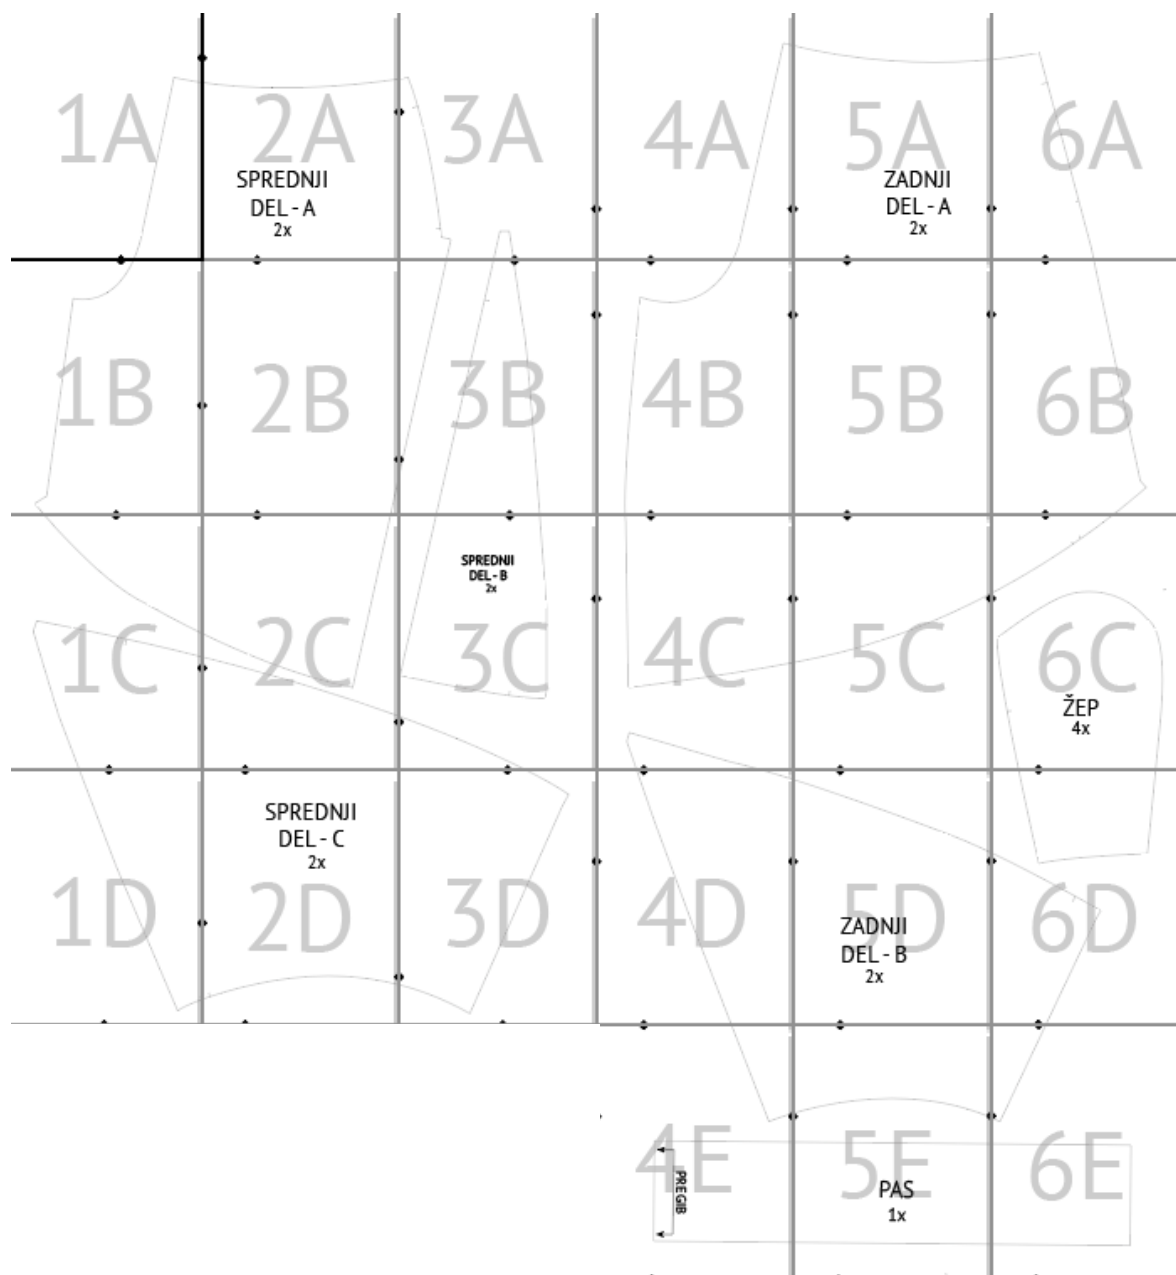 1A
2A
3A
4A
5A
6A
SPREDNJI
DEL - A
2x
ZADNJI
DEL - A
2x
1B
2B
3B
4B
5B
6B
SPREDNJI
DEL - B
2x
1C
2C
3C
4C
5C
6C
ŽEP
4x
SPREDNJI
DEL - C
2x
1D
2D
3D
4D
5D
6D
ZADNJI
DEL - B
2x
4E
5E
6E
PREGIB
PAS
1x